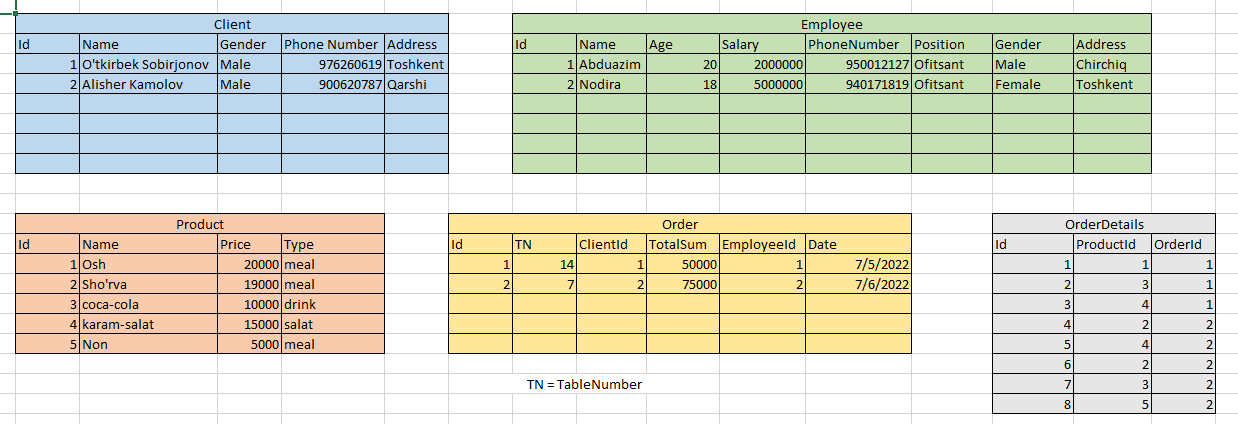 Client
Id Name Gender Phone Number Address
1 O'tkirbek Sobirjonov Male 976260619 Toshkent
2 Alisher Kamolov Male 900620787 Qarshi
Employee
Id Name Age Salary PhoneNumber Position Gender Address
1 Abduazim 20 2000000 950012127 Ofitsant Male Chirchiq
2 Nodira 18 5000000 940171819 Ofitsant Female Toshkent
Product
Id Name Price Type
1 Osh 20000 meal
2 Sho'rva 19000 meal
3 coca-cola 10000 drink
4 karam-salat 15000 salat
5 Non 5000 meal
Order
Id TN ClientId TotalSum EmployeeId Date
1 14 1 50000 1 7/5/2022
2 7 2 75000 2 7/6/2022
TN = TableNumber
OrderDetails
Id ProductId OrderId
1 1 1
2 3 1
3 4 1
4 2 2
5 4 2
6 2 2
7 3 2
8 5 2